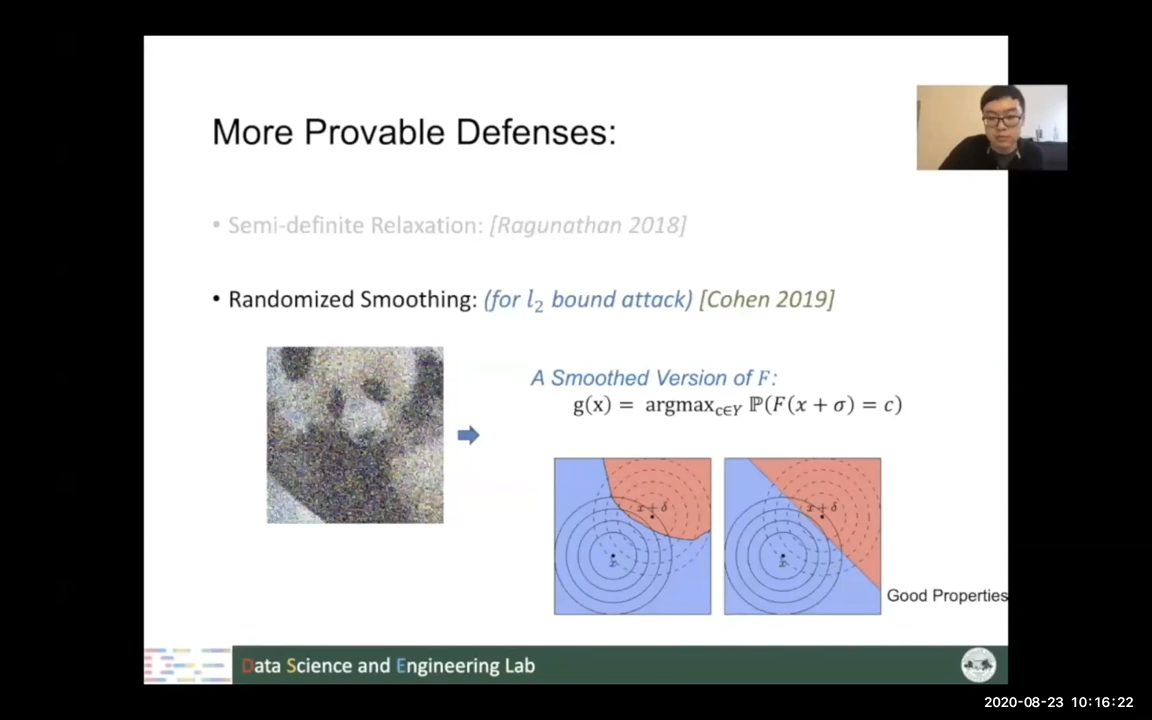 More Provable Defenses:
• Semi-definite Relaxation: [Ragunathan 2018]
• Randomized Smoothing: (for l₂ bound attack) [Cohen 2019]
A Smoothed Version of F:
g(x) = argmax_{c∈Y} ℙ(F(x + σ) = c)
x + δ
x
x + δ
x
Good Properties
Data Science and Engineering Lab
2020-08-23 10:16:22